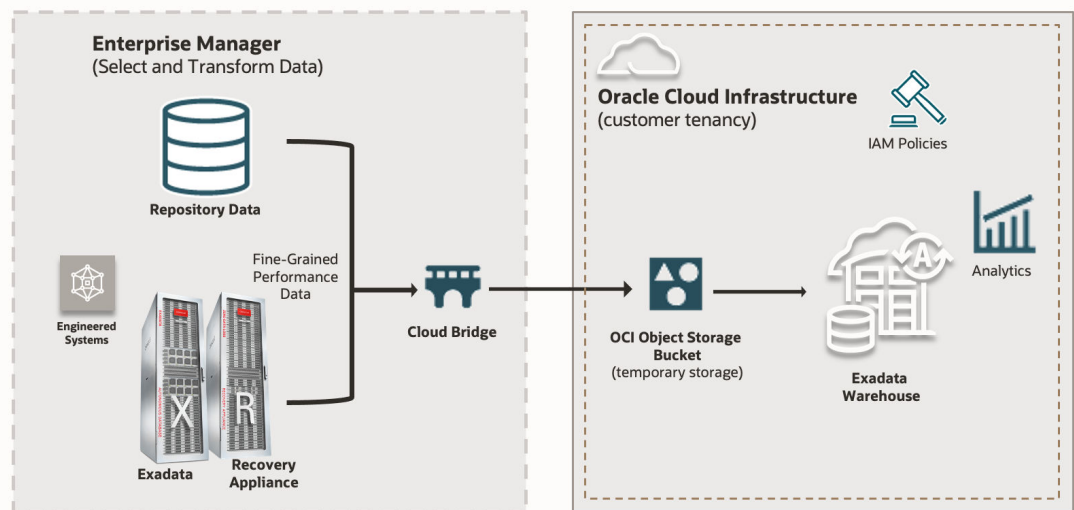 Enterprise Manager
(Select and Transform Data)
Repository Data
Fine-Grained
Performance
Data
Engineered
Systems
X
R
Exadata
Recovery
Appliance
Cloud Bridge
Oracle Cloud Infrastructure
(customer tenancy)
IAM Policies
OCI Object Storage
Bucket
(temporary storage)
A
Analytics
Exadata
Warehouse